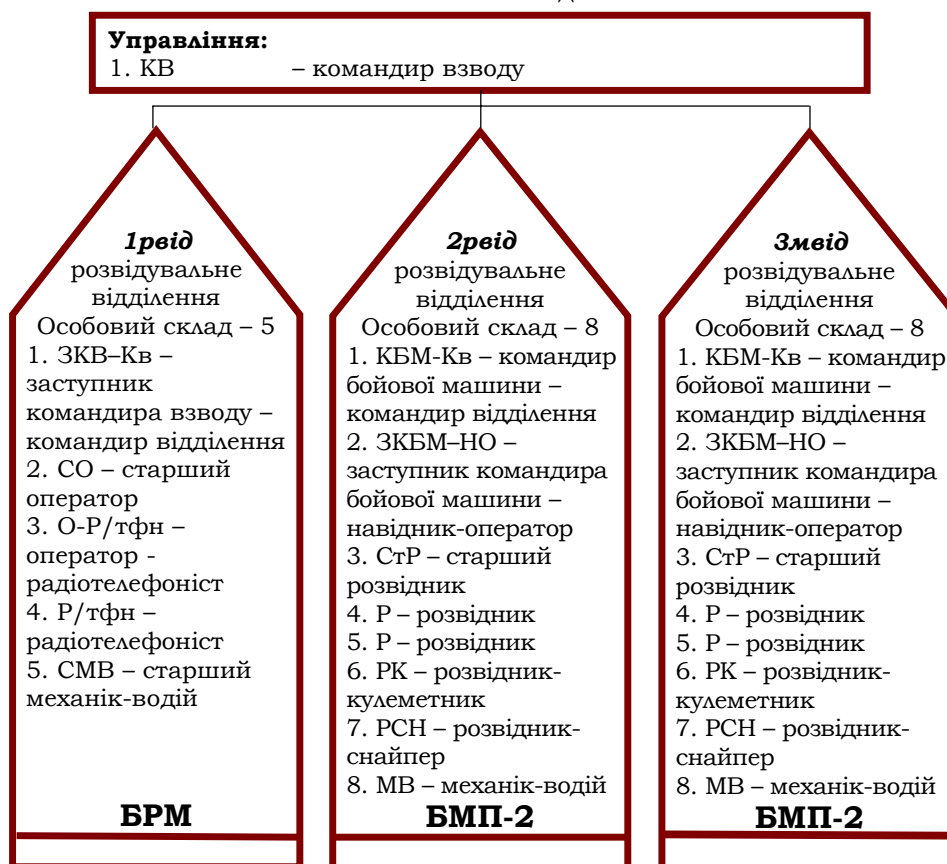 Управління:
1. КВ – командир взводу
1рвід
розвідувальне
відділення
Особовий склад – 5
1. ЗКВ–Кв –
заступник
командира взводу –
командир відділення
2. СО – старший
оператор
3. О-Р/тфн –
оператор -
радіотелефоніст
4. Р/тфн –
радіотелефоніст
5. СМВ – старший
механік-водій
БРМ
2рвід
розвідувальне
відділення
Особовий склад – 8
1. КБМ-Кв – командир
бойової машини –
командир відділення
2. ЗКБМ–НО –
заступник командира
бойової машини –
навідник-оператор
3. СтР – старший
розвідник
4. Р – розвідник
5. Р – розвідник
6. РК – розвідник-
кулеметник
7. РСН – розвідник-
снайпер
8. МВ – механік-водій
БМП-2
3мвід
розвідувальне
відділення
Особовий склад – 8
1. КБМ-Кв – командир
бойової машини –
командир відділення
2. ЗКБМ–НО –
заступник командира
бойової машини –
навідник-оператор
3. СтР – старший
розвідник
4. Р – розвідник
5. Р – розвідник
6. РК – розвідник-
кулеметник
7. РСН – розвідник-
снайпер
8. МВ – механік-водій
БМП-2